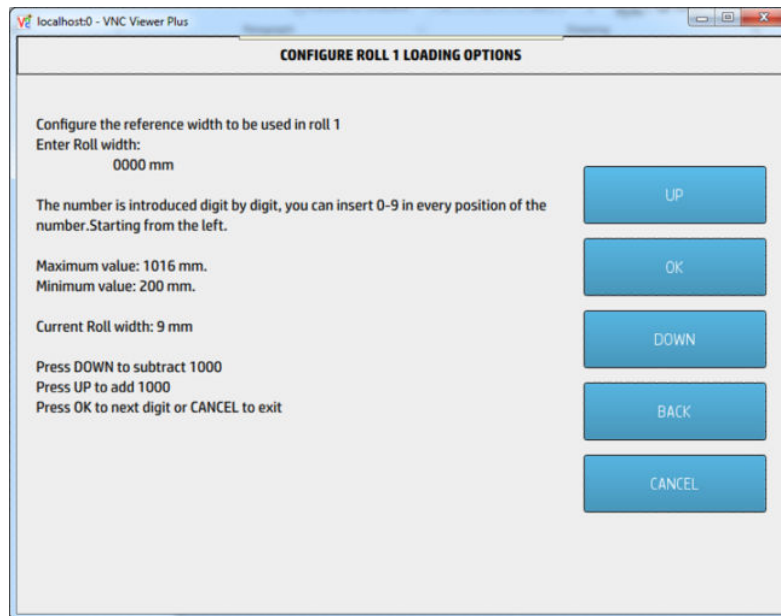 localhost:0 - VNC Viewer Plus
CONFIGURE ROLL 1 LOADING OPTIONS
Configure the reference width to be used in roll 1
Enter Roll width:
0000 mm
The number is introduced digit by digit, you can insert 0-9 in every position of the
number.Starting from the left.
Maximum value: 1016 mm.
Minimum value: 200 mm.
Current Roll width: 9 mm
Press DOWN to subtract 1000
Press UP to add 1000
Press OK to next digit or CANCEL to exit
UP
OK
DOWN
BACK
CANCEL